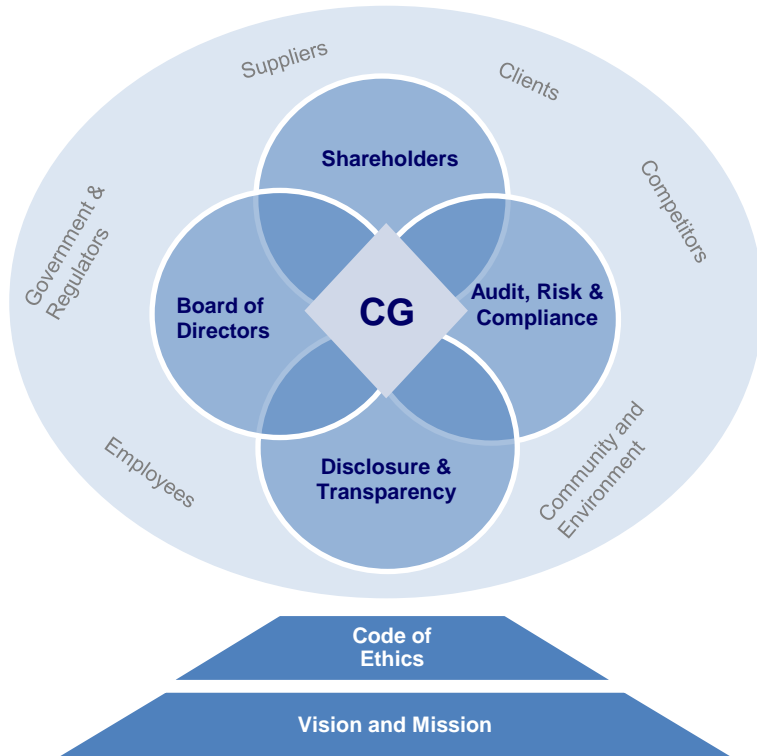 Suppliers
Clients
Government &
Regulators
Competitors
Shareholders
Board of
Directors
CG
Audit, Risk &
Compliance
Employees
Disclosure &
Transparency
Community and
Environment
Code of
Ethics
Vision and Mission